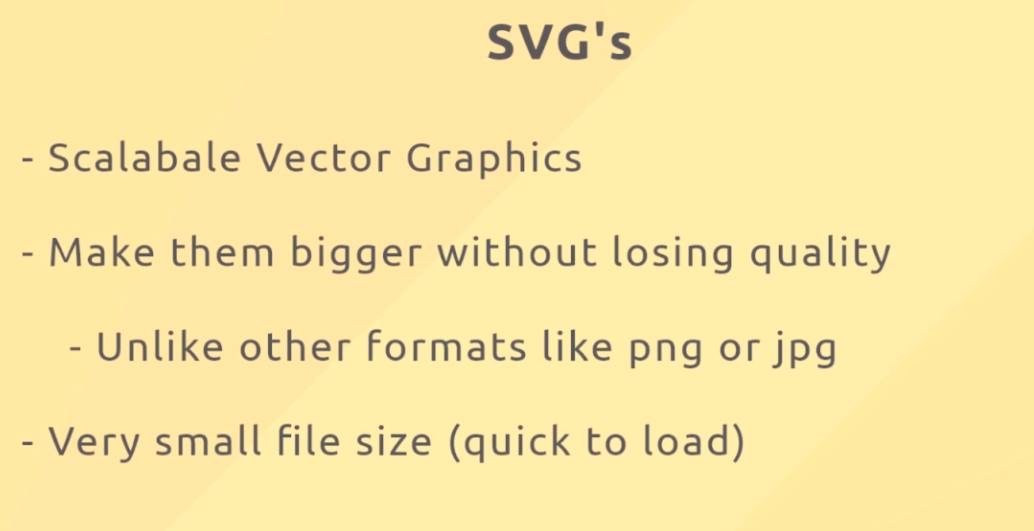 SVG's
- Scalabale Vector Graphics
- Make them bigger without losing quality
- Unlike other formats like png or jpg
- Very small file size (quick to load)